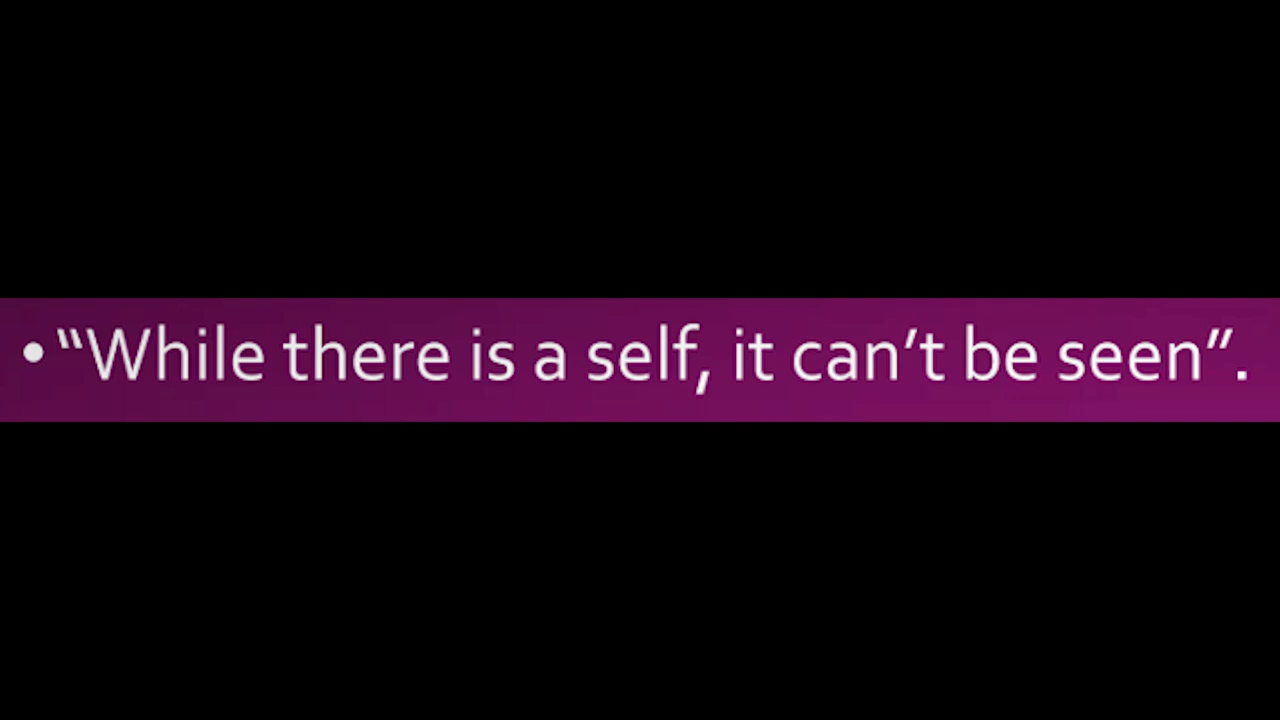 •“While there is a self, it can’t be seen”.